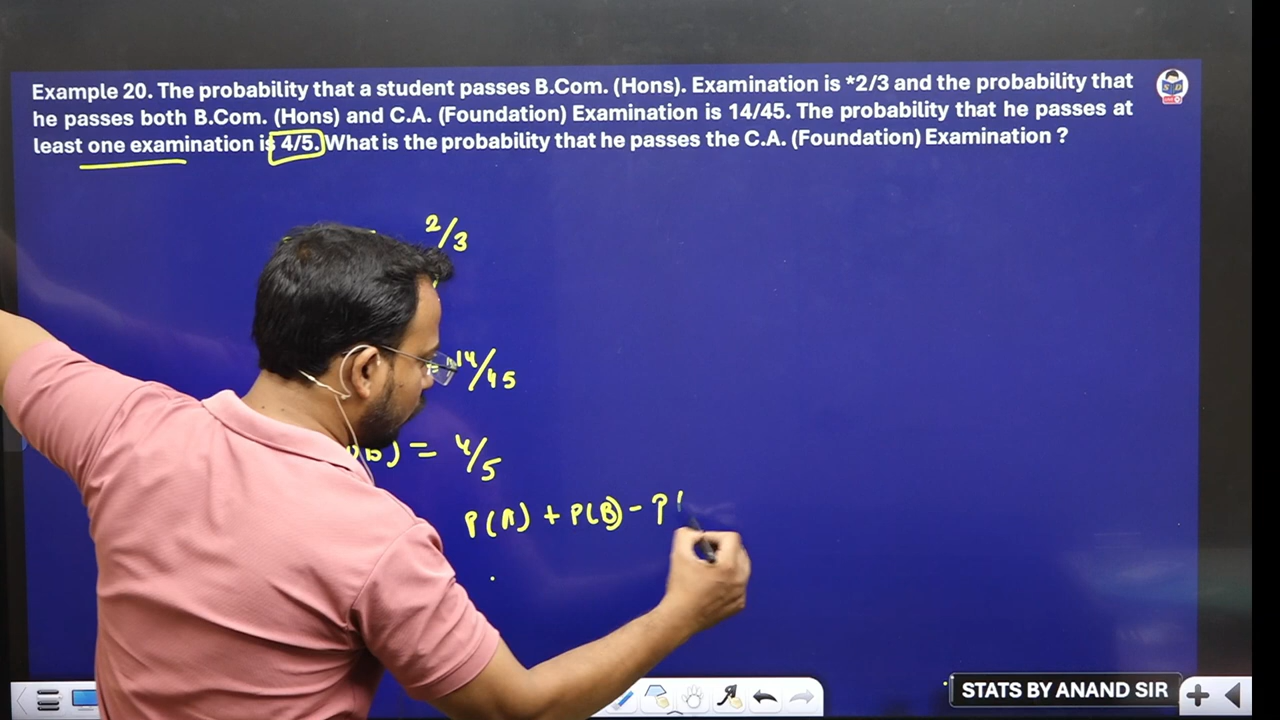 Example 20. The probability that a student passes B.Com. (Hons). Examination is *2/3 and the probability that
he passes both B.Com. (Hons) and C.A. (Foundation) Examination is 14/45. The probability that he passes at
least one examination is 4/5. What is the probability that he passes the C.A. (Foundation) Examination ?
2/3
= 14/45
B) = 4/5
P(A) + P(B) - P(
STATS BY ANAND SIR